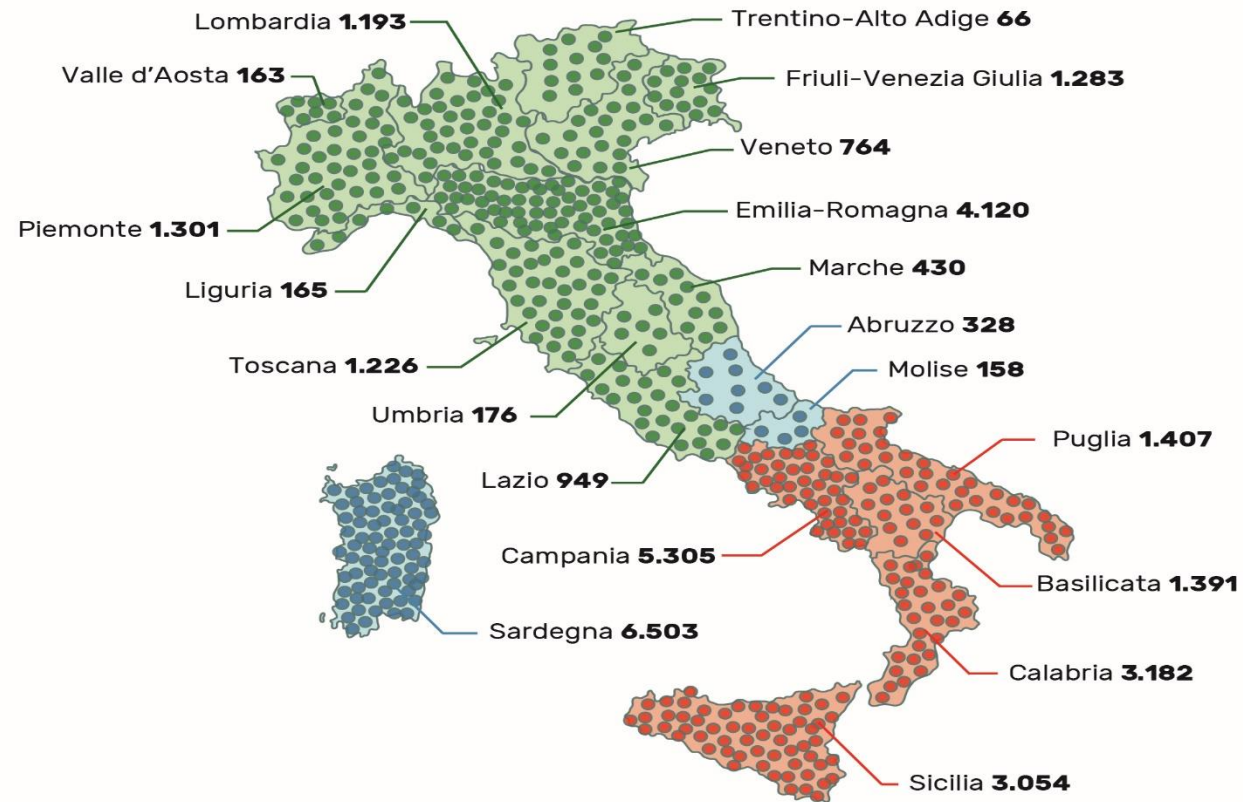 Lombardia 1.193
Trentino-Alto Adige 66
Valle d'Aosta 163
Friuli-Venezia Giulia 1.283
Veneto 764
Piemonte 1.301
Emilia-Romagna 4.120
Liguria 165
Marche 430
Toscana 1.226
Abruzzo 328
Molise 158
Umbria 176
Puglia 1.407
Lazio 949
Campania 5.305
Basilicata 1.391
Sardegna 6.503
Calabria 3.182
Sicilia 3.054